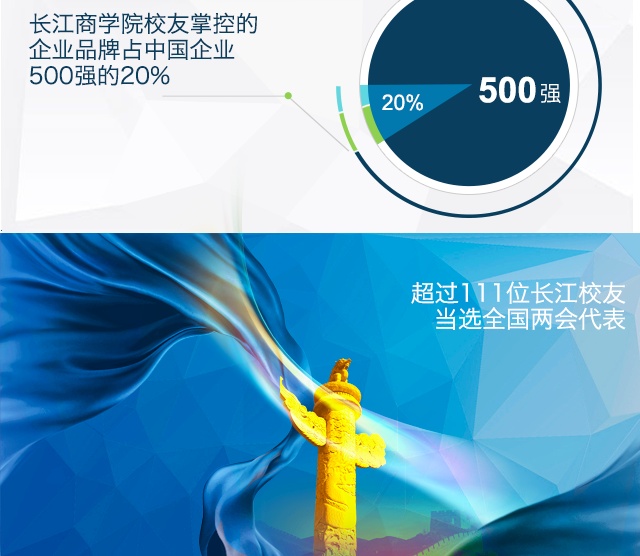 长江商学院校友掌控的
企业品牌占中国企业
500强的20%
20%
500强
超过111位长江校友
当选全国两会代表